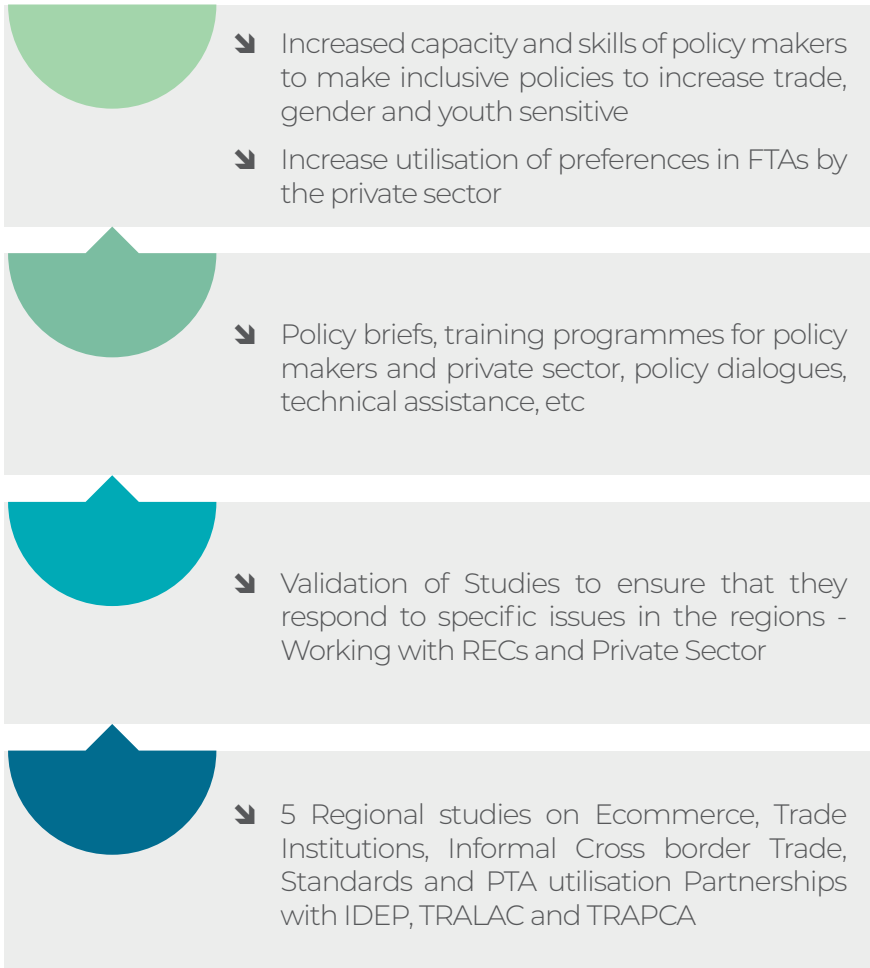 Increased capacity and skills of policy makers
to make inclusive policies to increase trade,
gender and youth sensitive
Increase utilisation of preferences in FTAs by
the private sector
Policy briefs, training programmes for policy
makers and private sector, policy dialogues,
technical assistance, etc
Validation of Studies to ensure that they
respond to specific issues in the regions -
Working with RECs and Private Sector
5 Regional studies on Ecommerce, Trade
Institutions, Informal Cross border Trade,
Standards and PTA utilisation Partnerships
with IDEP, TRALAC and TRAPCA